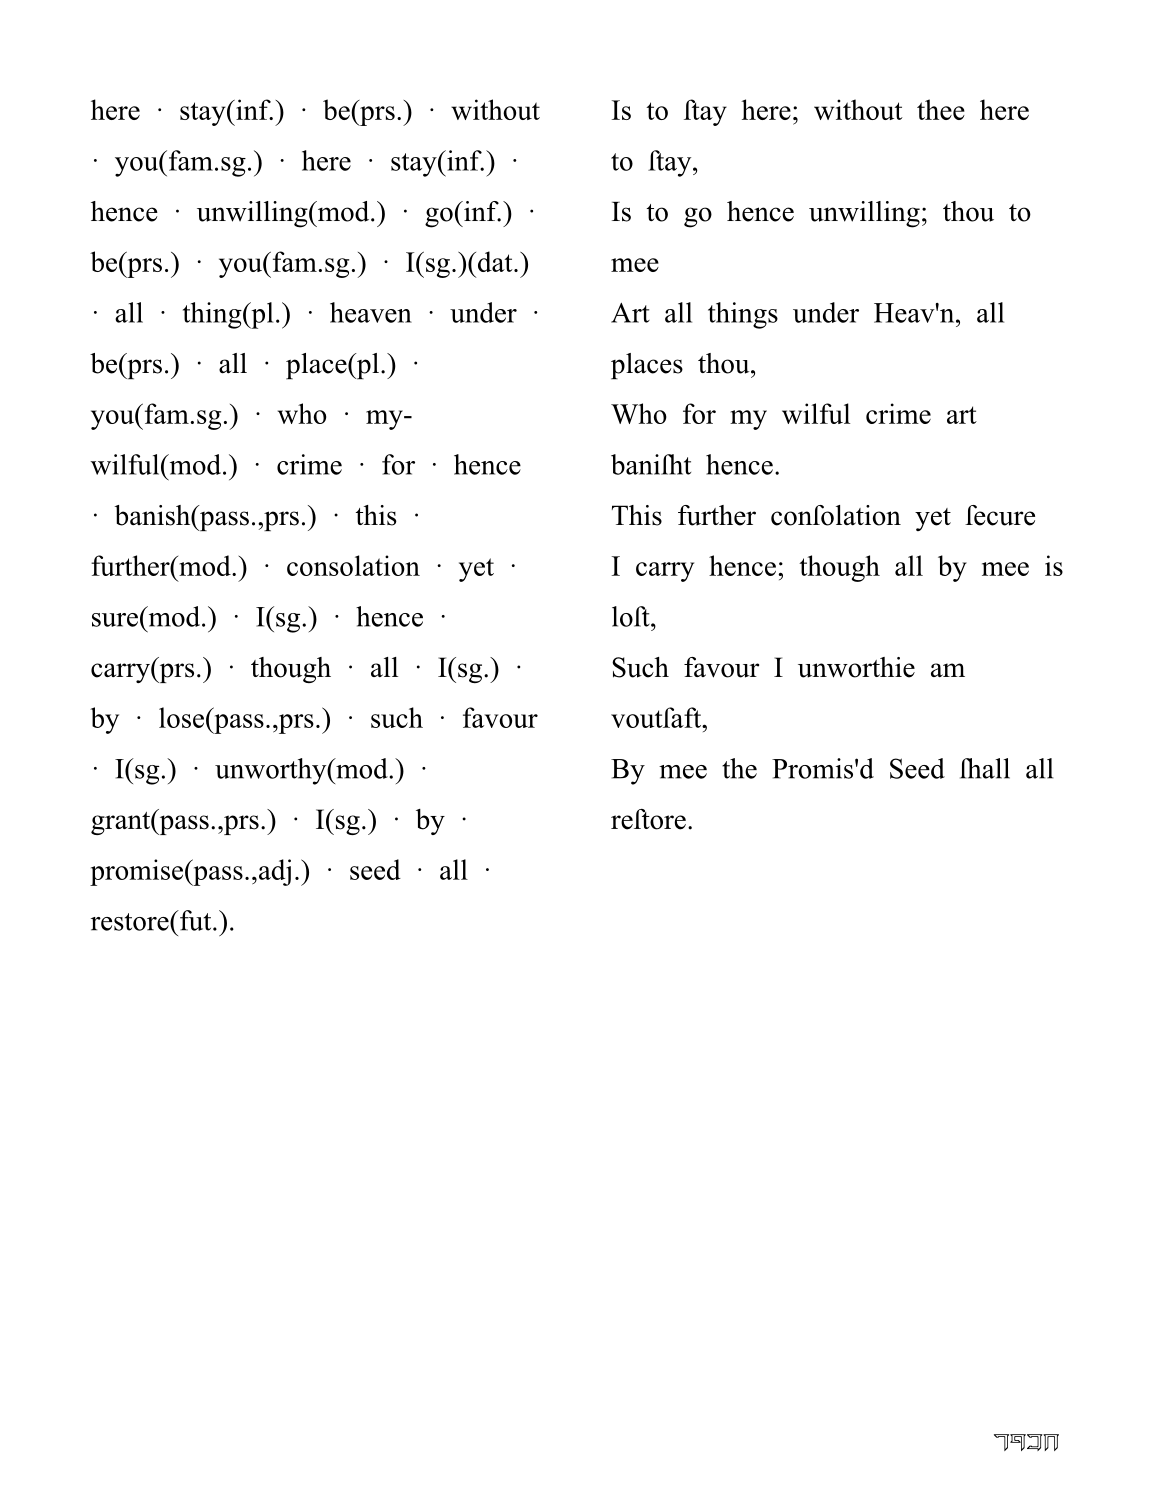 here · stay(inf.) · be(prs.) · without
· you(fam.sg.) · here · stay(inf.) ·
hence · unwilling(mod.) · go(inf.) ·
be(prs.) · you(fam.sg.) · I(sg.)(dat.)
· all · thing(pl.) · heaven · under ·
be(prs.) · all · place(pl.) ·
you(fam.sg.) · who · my-
wilful(mod.) · crime · for · hence
· banish(pass.,prs.) · this ·
further(mod.) · consolation · yet ·
sure(mod.) · I(sg.) · hence ·
carry(prs.) · though · all · I(sg.) ·
by · lose(pass.,prs.) · such · favour
· I(sg.) · unworthy(mod.) ·
grant(pass.,prs.) · I(sg.) · by ·
promise(pass.,adj.) · seed · all ·
restore(fut.).
Is to ſtay here; without thee here
to ſtay,
Is to go hence unwilling; thou to
mee
Art all things under Heav'n, all
places thou,
Who for my wilful crime art
baniſht hence.
This further conſolation yet ſecure
I carry hence; though all by mee is
loſt,
Such favour I unworthie am
voutſaft,
By mee the Promis'd Seed ſhall all
reſtore.